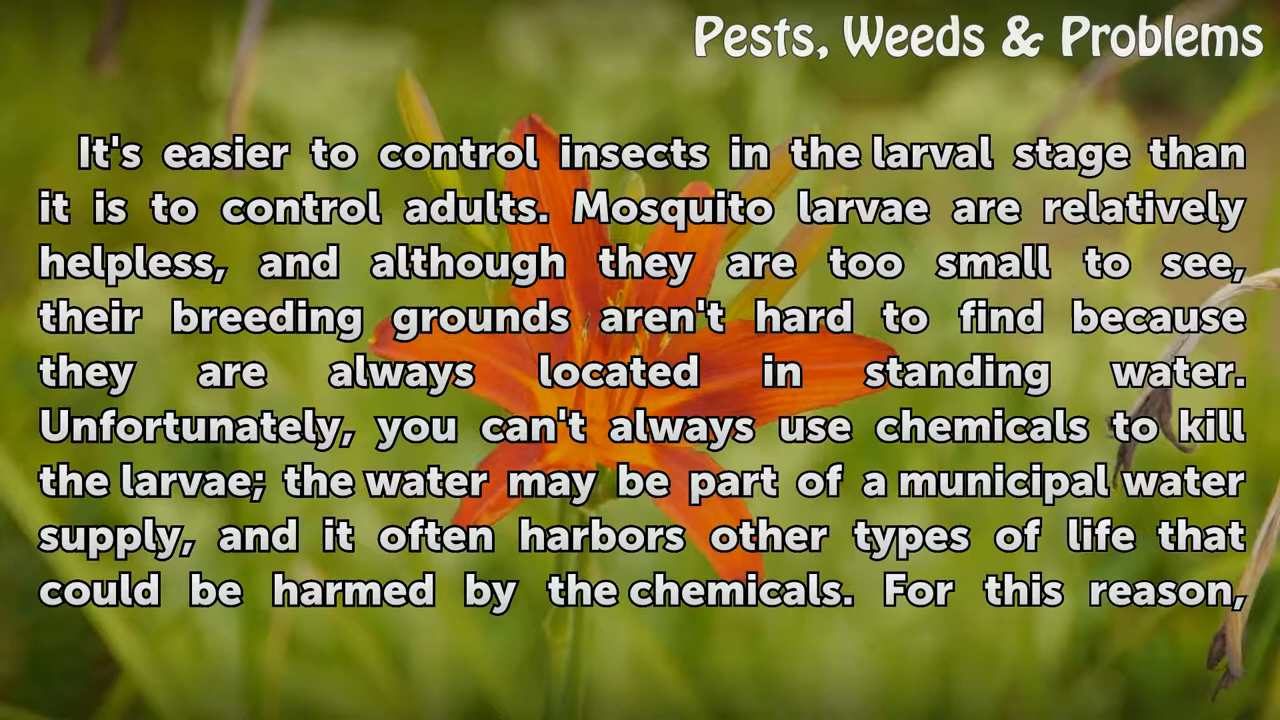 Pests, Weeds & Problems
It's easier to control insects in the larval stage than
it is to control adults. Mosquito larvae are relatively
helpless, and although they are too small to see,
their breeding grounds aren't hard to find because
they are always located in standing water.
Unfortunately, you can't always use chemicals to kill
the larvae; the water may be part of a municipal water
supply, and it often harbors other types of life that
could be harmed by the chemicals. For this reason,